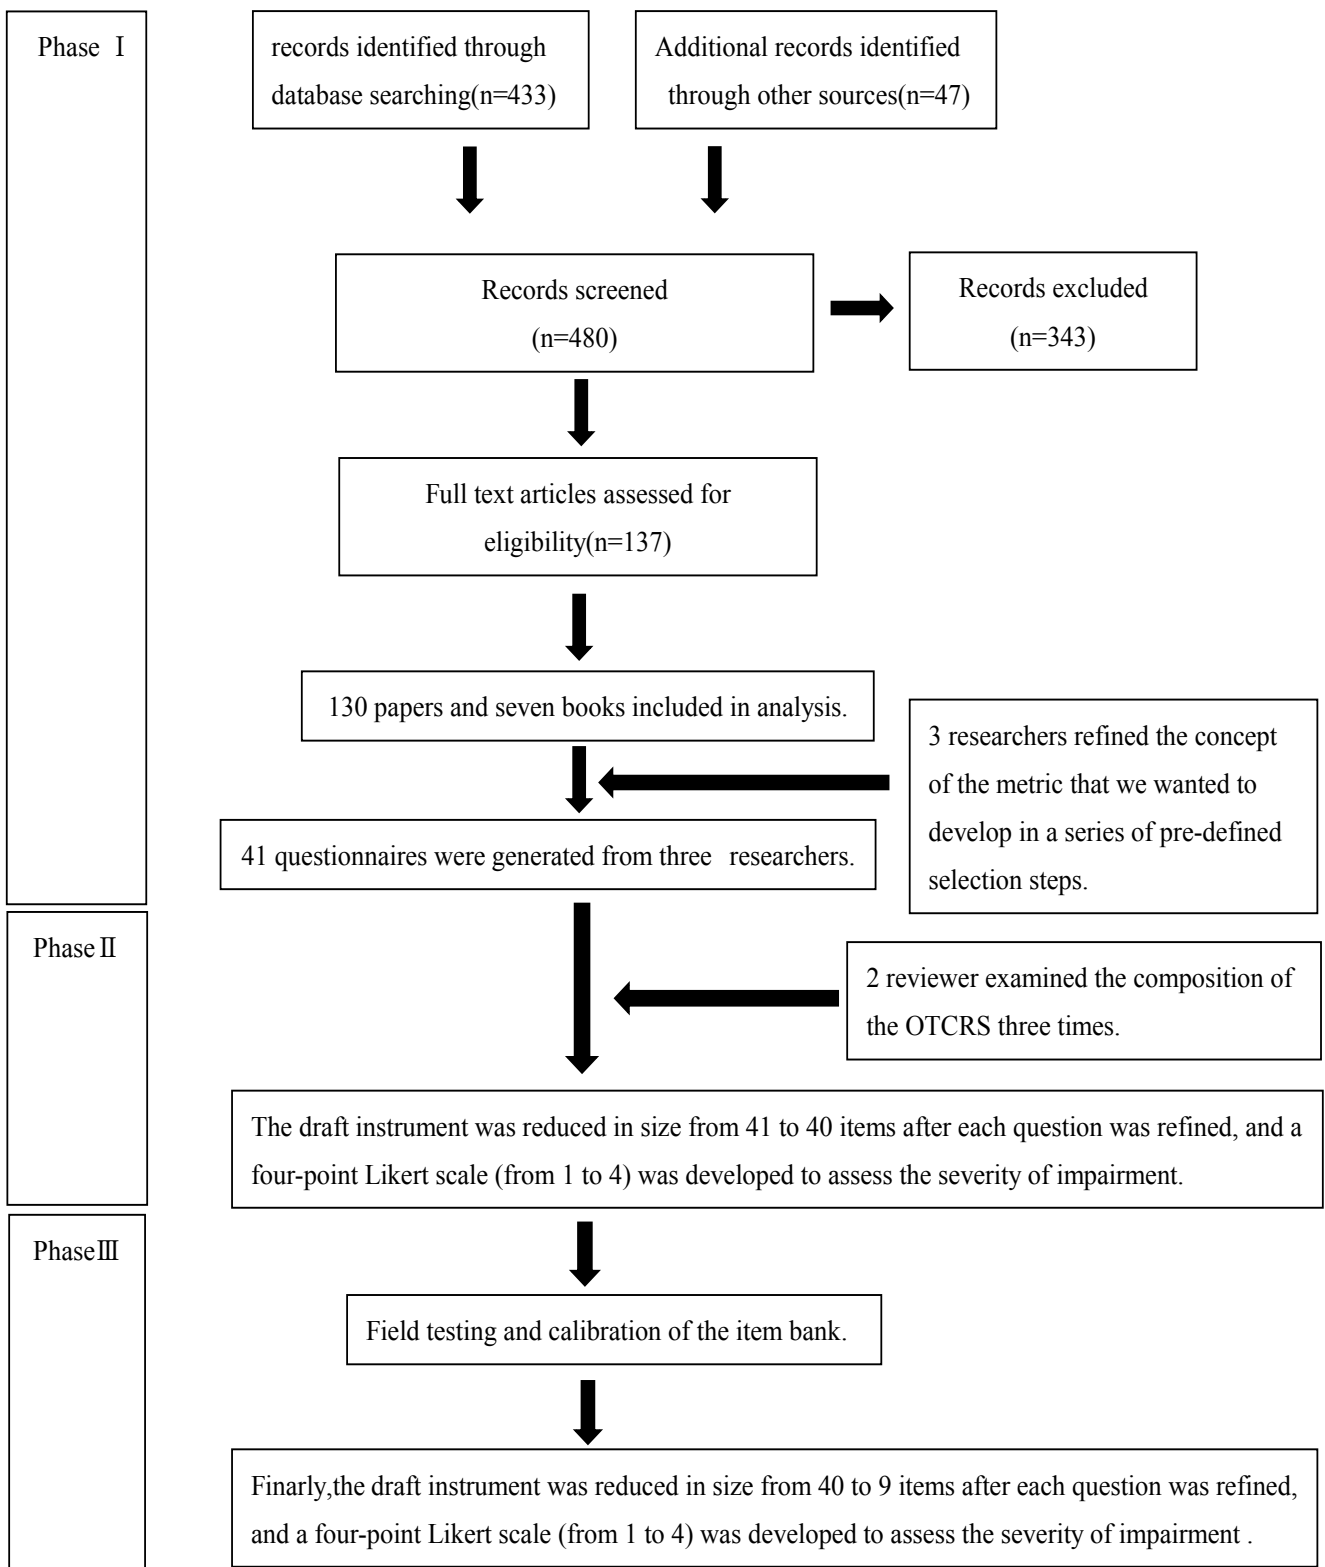 Phase Ⅰ
records identified through
database searching(n=433)
Additional records identified
through other sources(n=47)
Records screened
(n=480)
Records excluded
(n=343)
Full text articles assessed for
eligibility(n=137)
130 papers and seven books included in analysis.
3 researchers refined the concept
of the metric that we wanted to
develop in a series of pre-defined
selection steps.
41 questionnaires were generated from three researchers.
Phase Ⅱ
2 reviewer examined the composition of
the OTCRS three times.
The draft instrument was reduced in size from 41 to 40 items after each question was refined, and a
four-point Likert scale (from 1 to 4) was developed to assess the severity of impairment.
Phase Ⅲ
Field testing and calibration of the item bank.
Finarly,the draft instrument was reduced in size from 40 to 9 items after each question was refined,
and a four-point Likert scale (from 1 to 4) was developed to assess the severity of impairment .